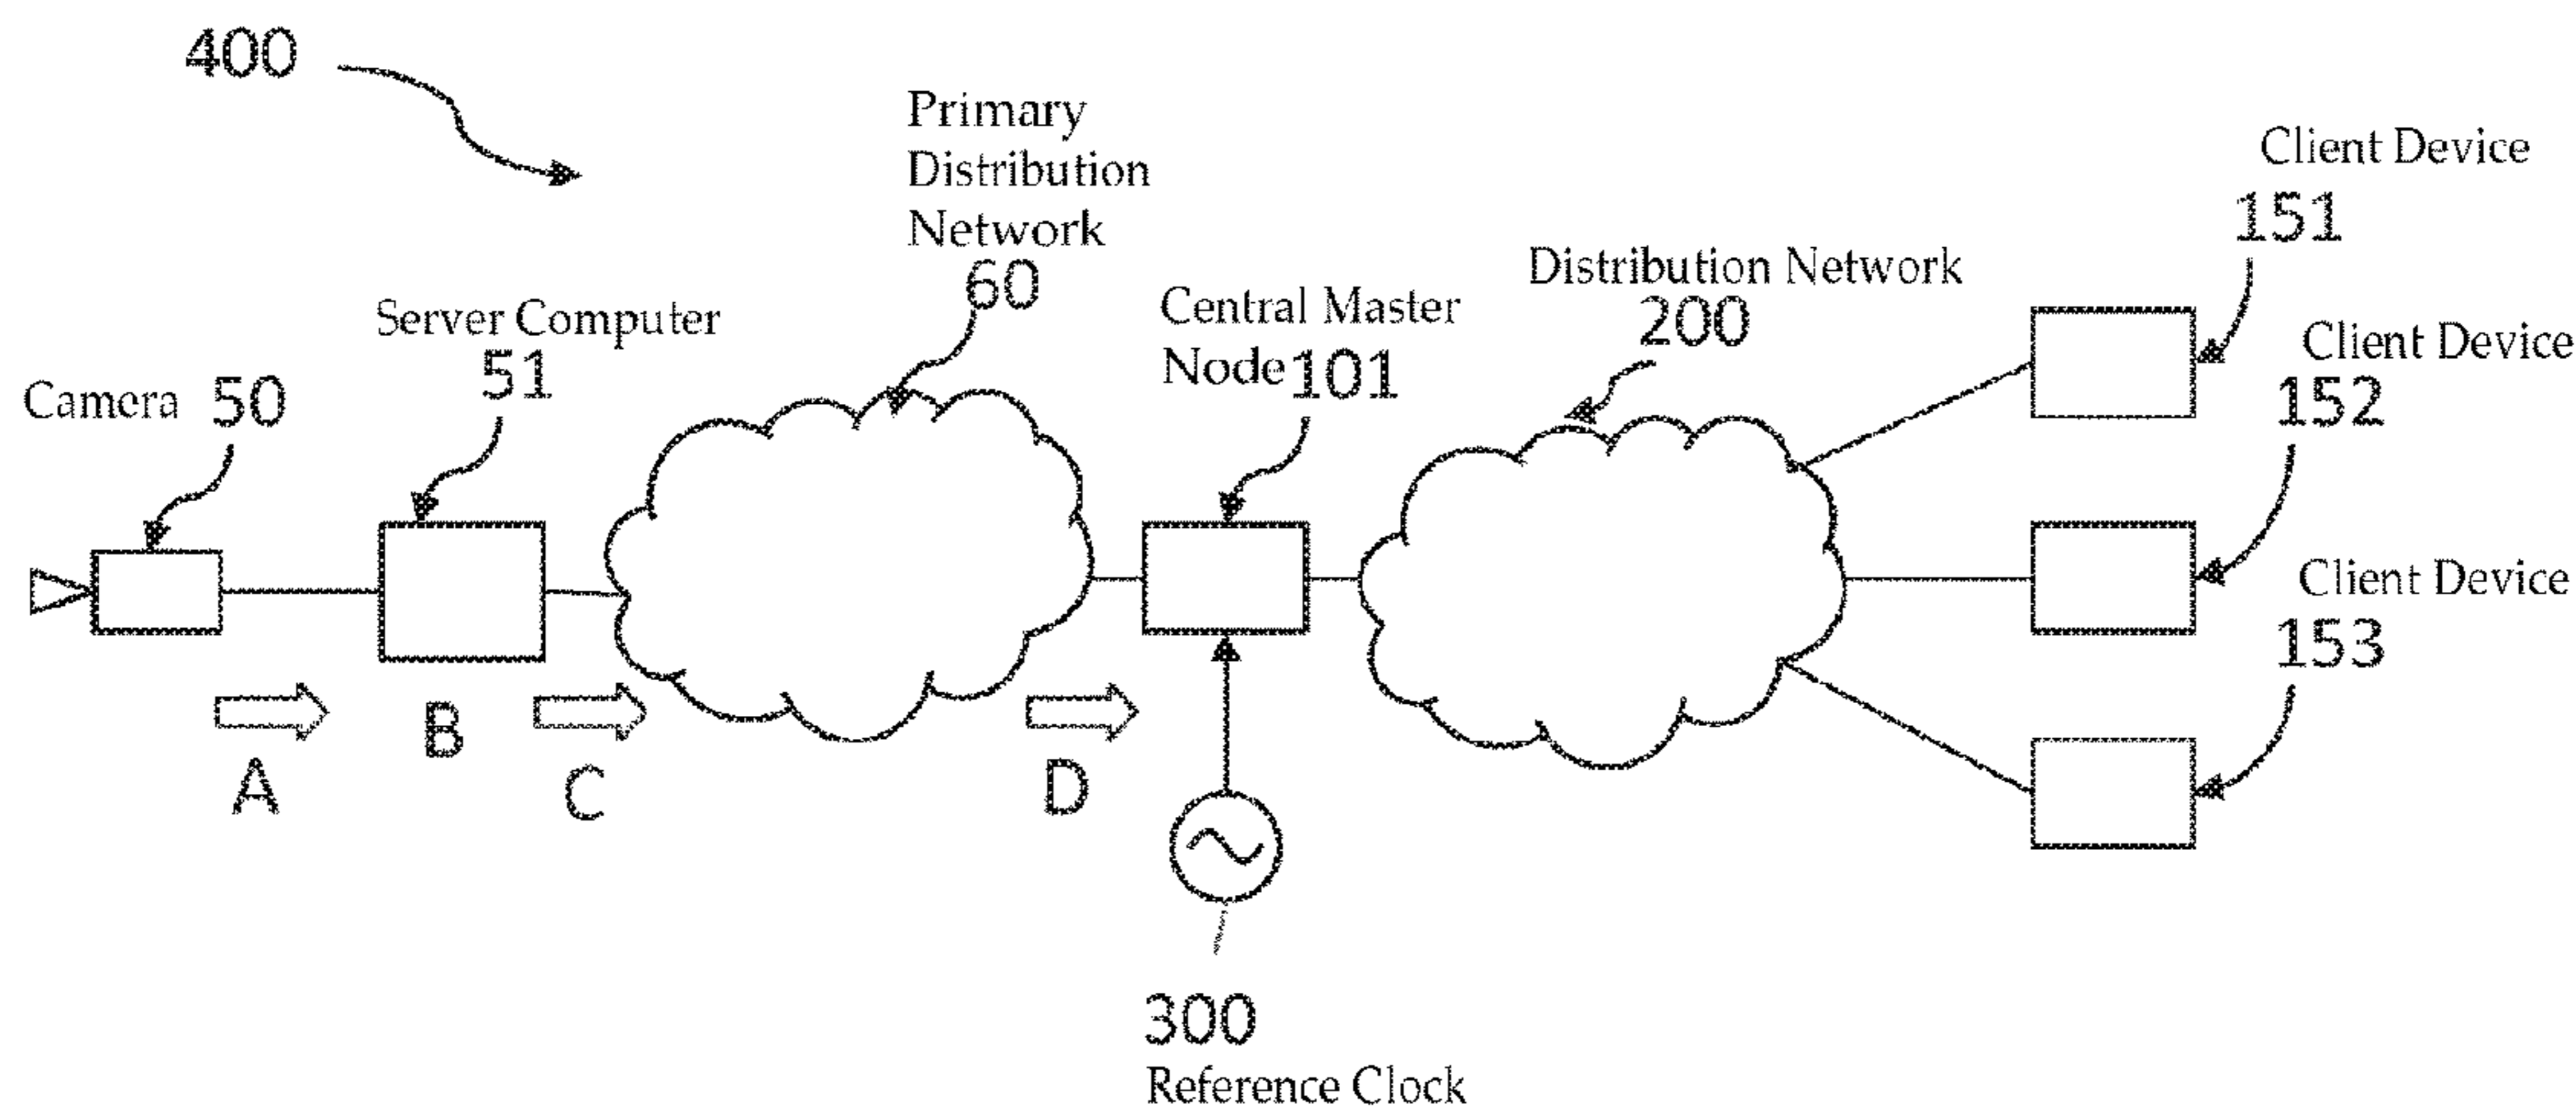 400
Primary
Distribution
Network
60
Client Device
151
Distribution Network
200
Central Master
Node 101
Server Computer
51
Camera 50
Client Device
152
Client Device
153
A
B
C
D
300
Reference Clock